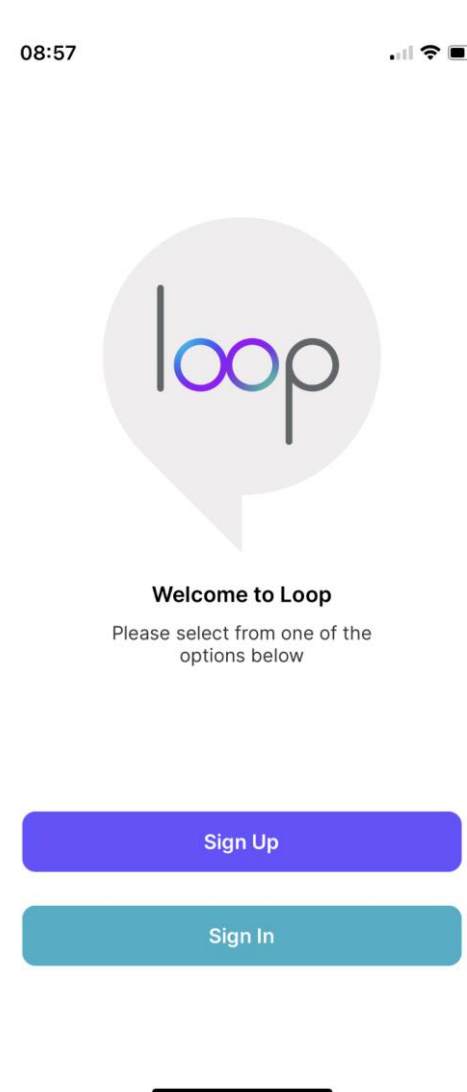 08:57
loop
Welcome to Loop
Please select from one of the
options below
Sign Up
Sign In